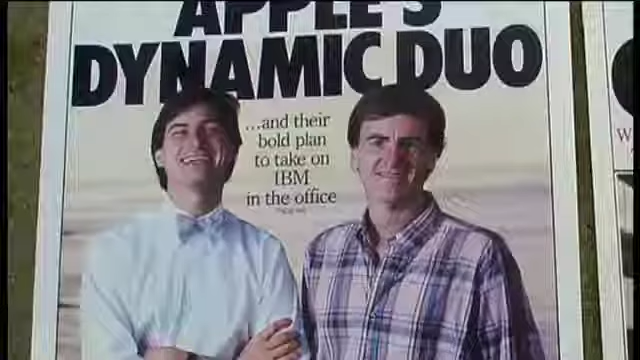 APPLE'S
DYNAMIC DUO
...and their
bold plan
to take on
IBM
in the office